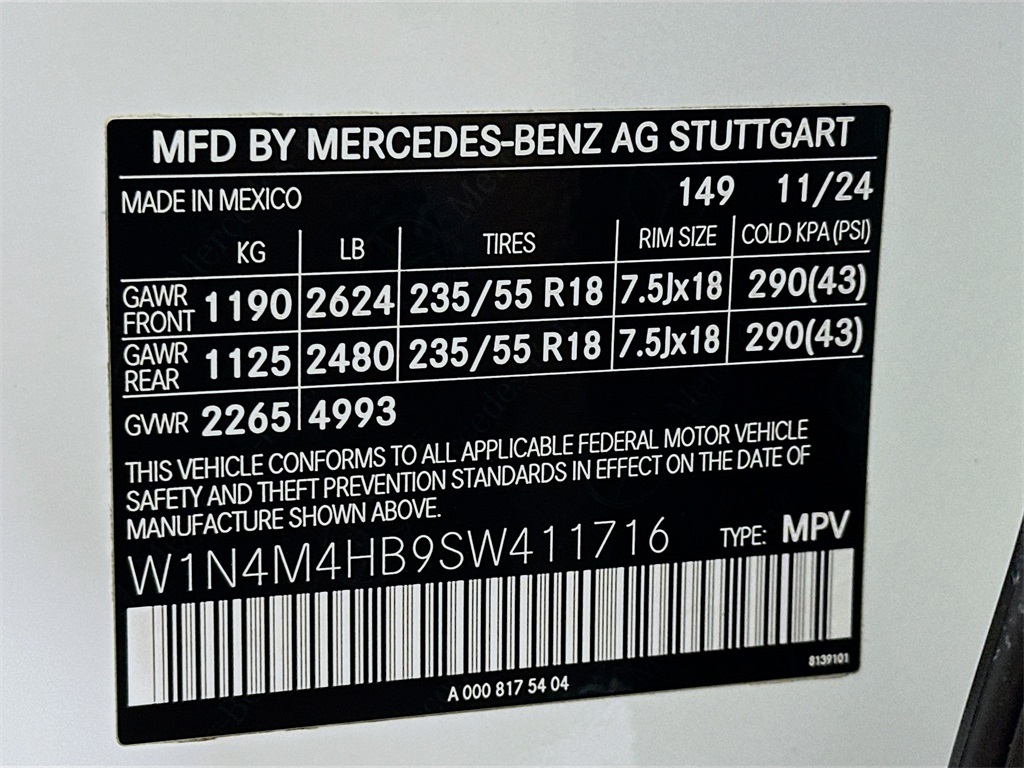 MFD BY MERCEDES-BENZ AG STUTTGART
MADE IN MEXICO 149 11/24
KG LB TIRES RIM SIZE COLD KPA (PSI)
GAWR FRONT 1190 2624 235/55 R18 7.5Jx18 290(43)
GAWR REAR 1125 2480 235/55 R18 7.5Jx18 290(43)
GVWR 2265 4993
THIS VEHICLE CONFORMS TO ALL APPLICABLE FEDERAL MOTOR VEHICLE
SAFETY AND THEFT PREVENTION STANDARDS IN EFFECT ON THE DATE OF
MANUFACTURE SHOWN ABOVE.
W1N4M4HB9SW411716 TYPE: MPV
8139101
A 000 817 54 04